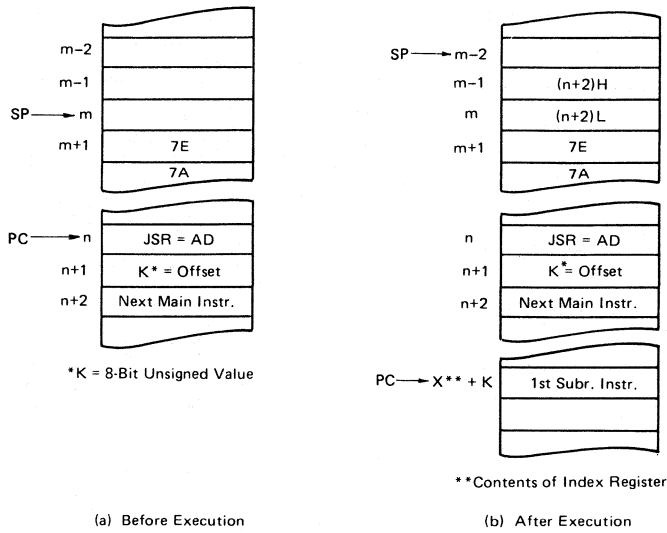 m-2
m-1
SP m
m+1 7E
7A
PC n JSR = AD
n+1 K* = Offset
n+2 Next Main Instr.
*K = 8-Bit Unsigned Value
(a) Before Execution
SP m-2
m-1 (n+2)H
m (n+2)L
m+1 7E
7A
n JSR = AD
n+1 K* = Offset
n+2 Next Main Instr.
PC X** + K 1st Subr. Instr.
**Contents of Index Register
(b) After Execution